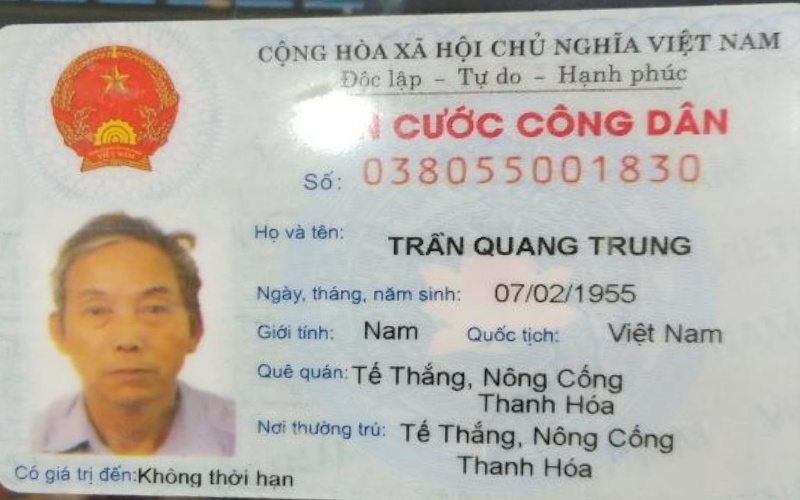 CỘNG HÒA XÃ HỘI CHỦ NGHĨA VIỆT NAM
Độc lập - Tự do - Hạnh phúc
CƯỚC CÔNG DÂN
Số: 038055001830
Họ và tên: TRẦN QUANG TRUNG
Ngày, tháng, năm sinh: 07/02/1955
Giới tính: Nam Quốc tịch: Việt Nam
Quê quán: Tế Thắng, Nông Cống
Thanh Hóa
Nơi thường trú: Tế Thắng, Nông Cống
Thanh Hóa
Có giá trị đến: Không thời hạn
VIỆT NAM